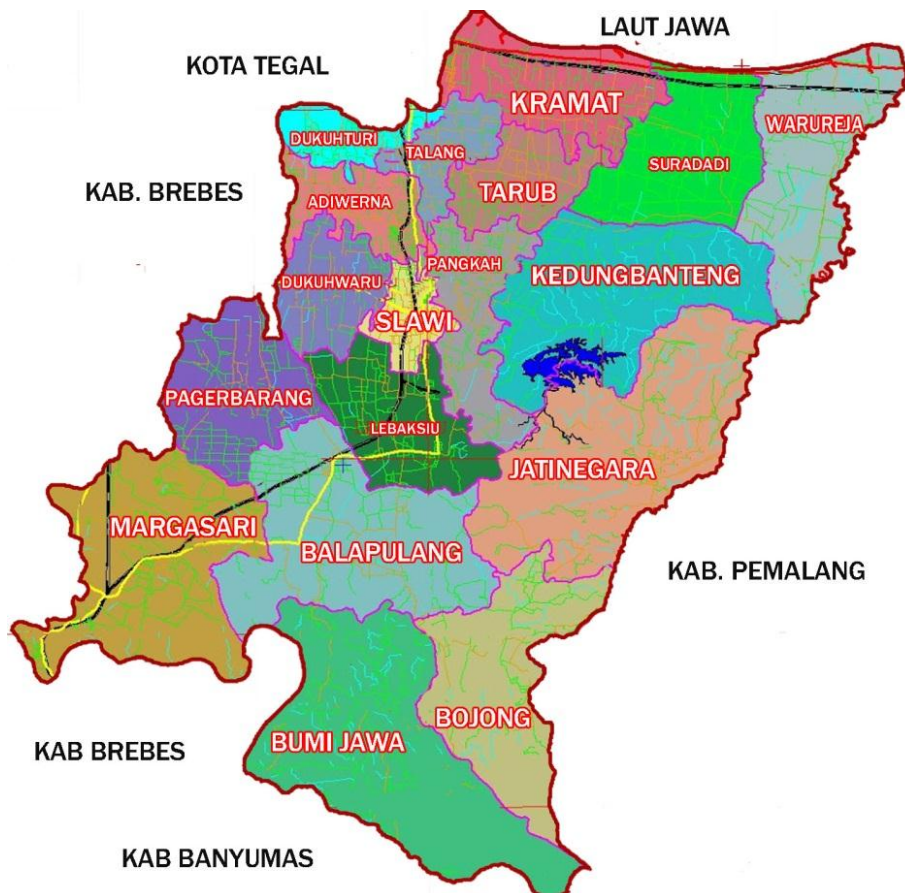 LAUT JAWA
KOTA TEGAL
KRAMAT
WARUREJA
DUKUHTURI
TALANG
SURADADI
KAB. BREBES
TARUB
ADIWERNA
PANGKAH
KEDUNGBANTENG
DUKUHWARU
SLAWI
PAGERBARANG
LEBAKSIU
JATINEGARA
MARGASARI
BALAPULANG
KAB. PEMALANG
BOJONG
BUMI JAWA
KAB BREBES
KAB BANYUMAS